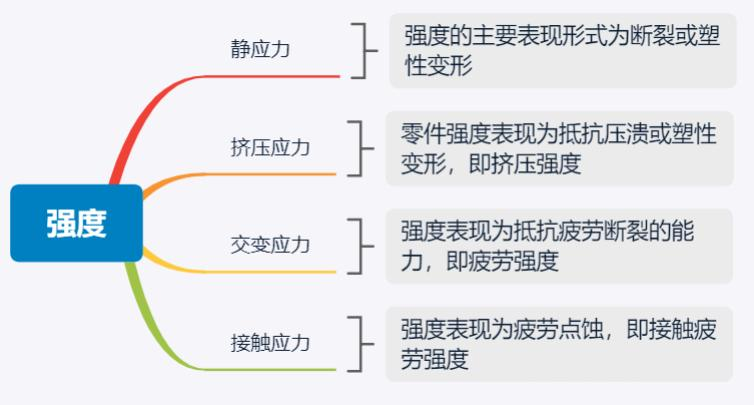 强度
静应力
强度的主要表现形式为断裂或塑
性变形
挤压应力
零件强度表现为抵抗压溃或塑性
变形，即挤压强度
交变应力
强度表现为抵抗疲劳断裂的能
力，即疲劳强度
接触应力
强度表现为疲劳点蚀，即接触疲
劳强度